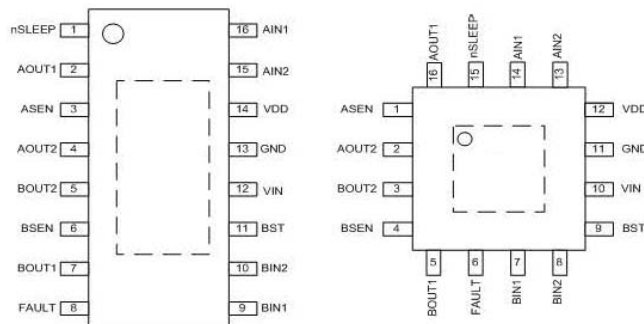 nSLEEP 1 16 AIN1
AOUT1 2 15 AIN2
ASEN 3 14 VDD
AOUT2 4 13 GND
BOUT2 5 12 VIN
BSEN 6 11 BST
BOUT1 7 10 BIN2
FAULT 8 9 BIN1
AOUT1 nSLEEP AIN1 AIN2
16 15 14 13
ASEN 1 12 VDD
AOUT2 2 11 GND
BOUT2 3 10 VIN
BSEN 4 9 BST
5 6 7 8
BOUT1 FAULT BIN1 BIN2